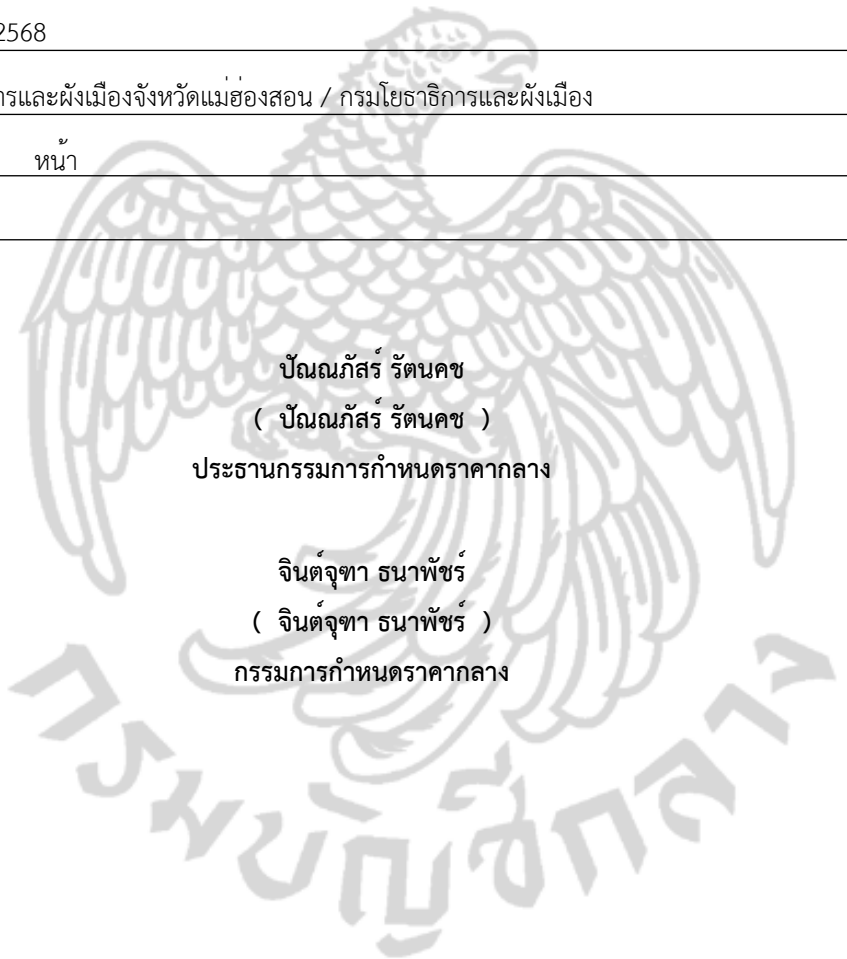 2568
ารและผังเมืองจังหวัดแม่ฮ่องสอน / กรมโยธาธิการและผังเมือง
หน้า
ปัณณภัสร์ รัตนคช
( ปัณณภัสร์ รัตนคช )
ประธานกรรมการกำหนดราคากลาง
จินต์จุฑา ธนาพัชร์
( จินต์จุฑา ธนาพัชร์ )
กรรมการกำหนดราคากลาง
กรมบัญชีกลาง